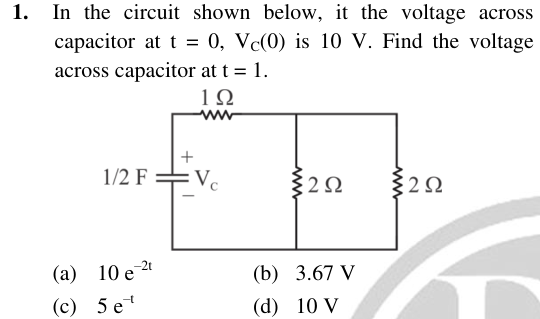 1. In the circuit shown below, it the voltage across
capacitor at t = 0, V_C(0) is 10 V. Find the voltage
across capacitor at t = 1.
1 Ω
+
1/2 F V_c 2 Ω 2 Ω
−
(a) 10 e^{−2t} (b) 3.67 V
(c) 5 e^{−t} (d) 10 V